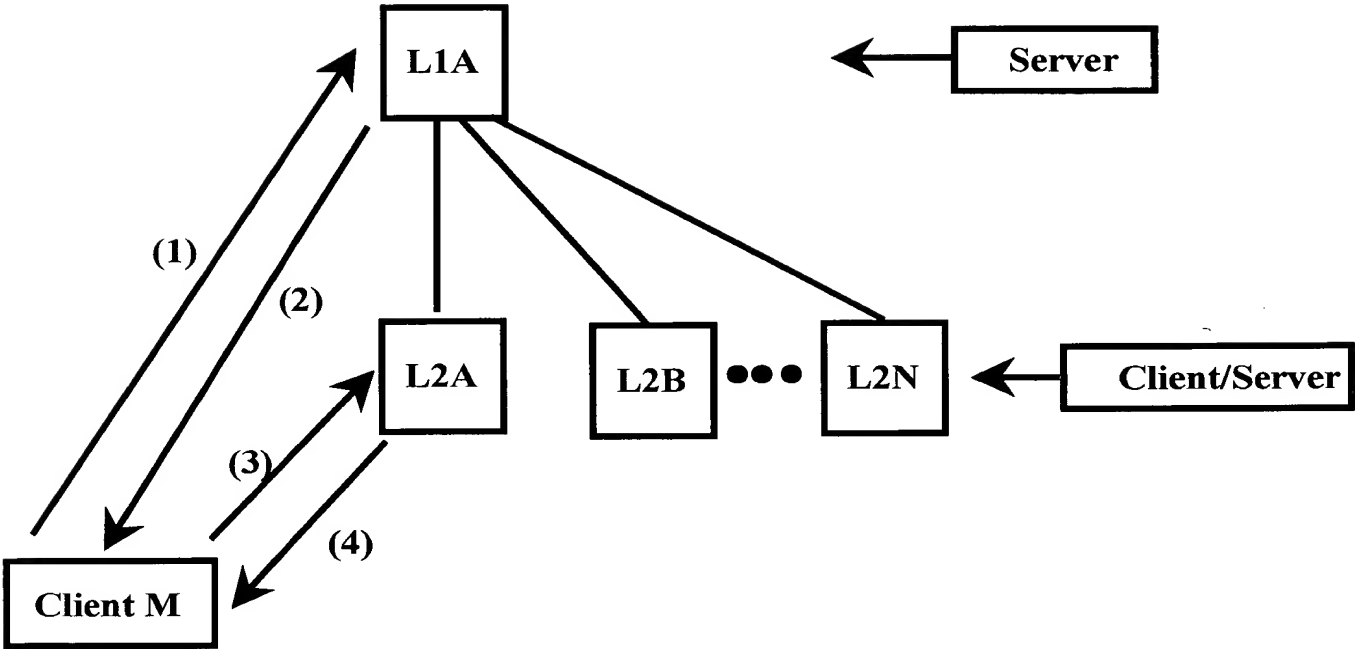 L1A
Server
(1)
(2)
L2A
L2B
L2N
Client/Server
(3)
(4)
Client M